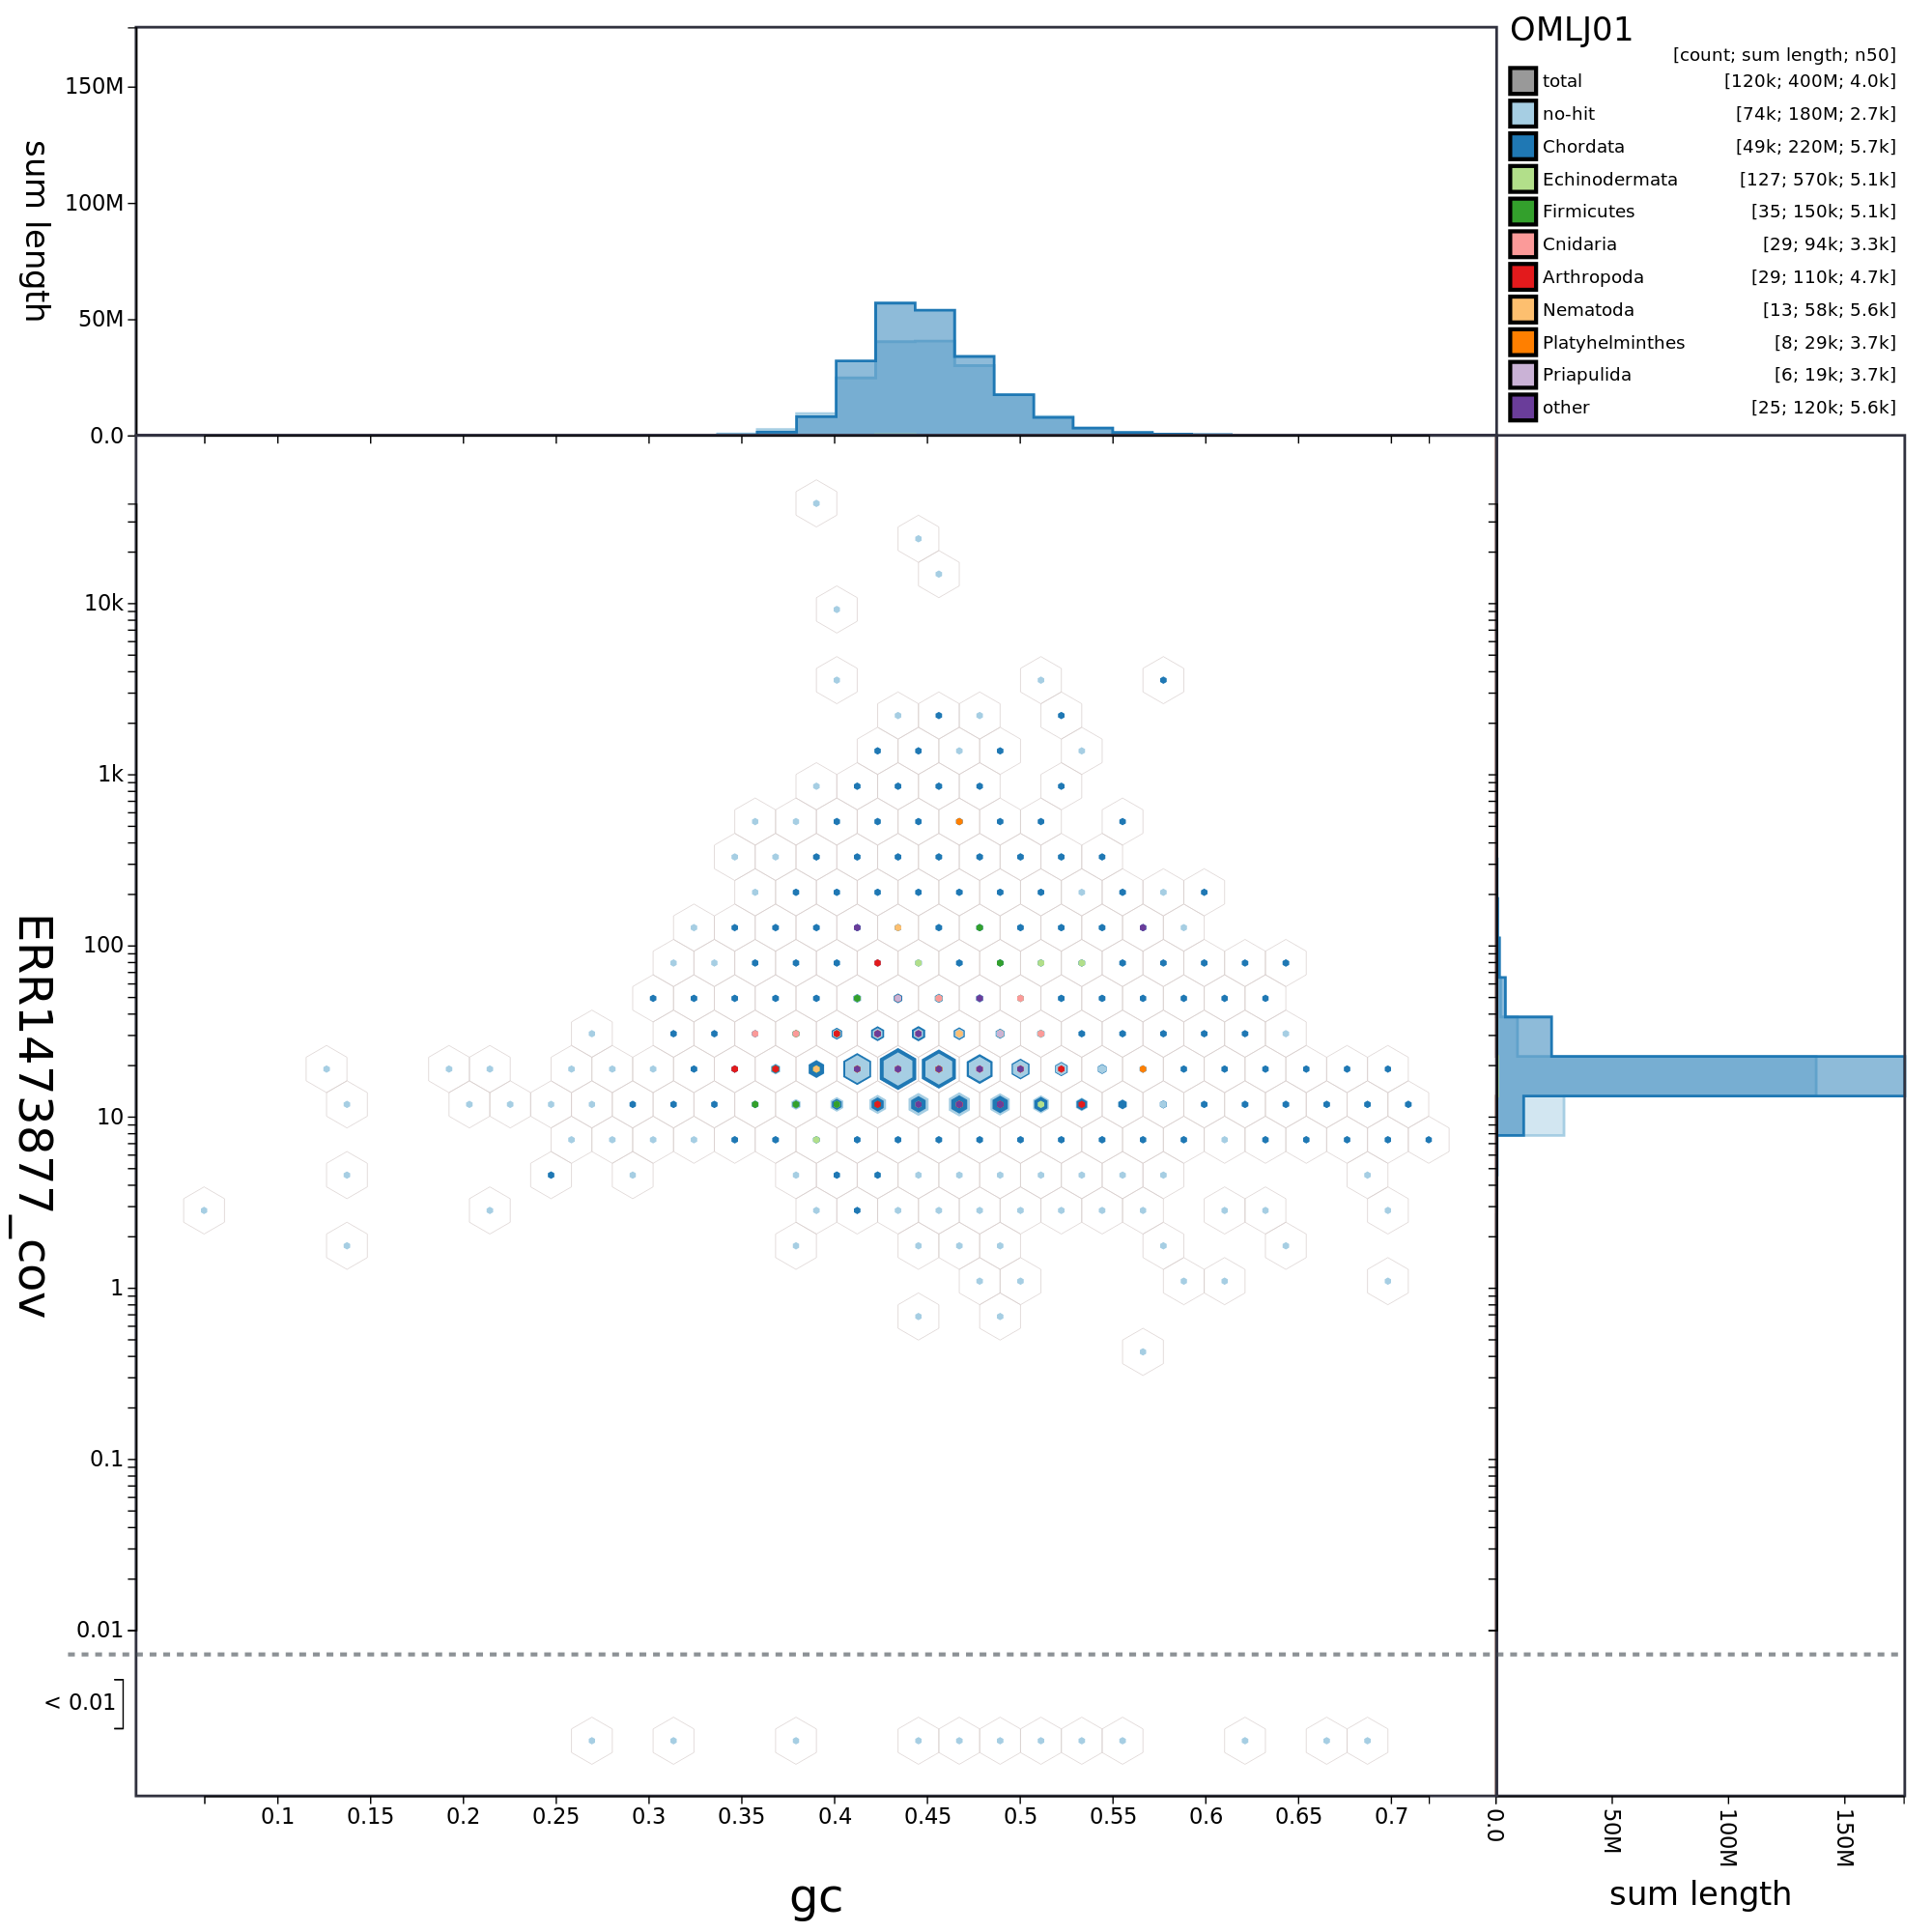 OMLJ01
[count; sum length; n50]
total [120k; 400M; 4.0k]
no-hit [74k; 180M; 2.7k]
Chordata [49k; 220M; 5.7k]
Echinodermata [127; 570k; 5.1k]
Firmicutes [35; 150k; 5.1k]
Cnidaria [29; 94k; 3.3k]
Arthropoda [29; 110k; 4.7k]
Nematoda [13; 58k; 5.6k]
Platyhelminthes [8; 29k; 3.7k]
Priapulida [6; 19k; 3.7k]
other [25; 120k; 5.6k]
sum length
150M
100M
50M
0.0
ERR1473877_cov
10k
1k
100
10
1
0.1
0.01
< 0.01
0.1 0.15 0.2 0.25 0.3 0.35 0.4 0.45 0.5 0.55 0.6 0.65 0.7
gc
0.0 50M 100M 150M
sum length